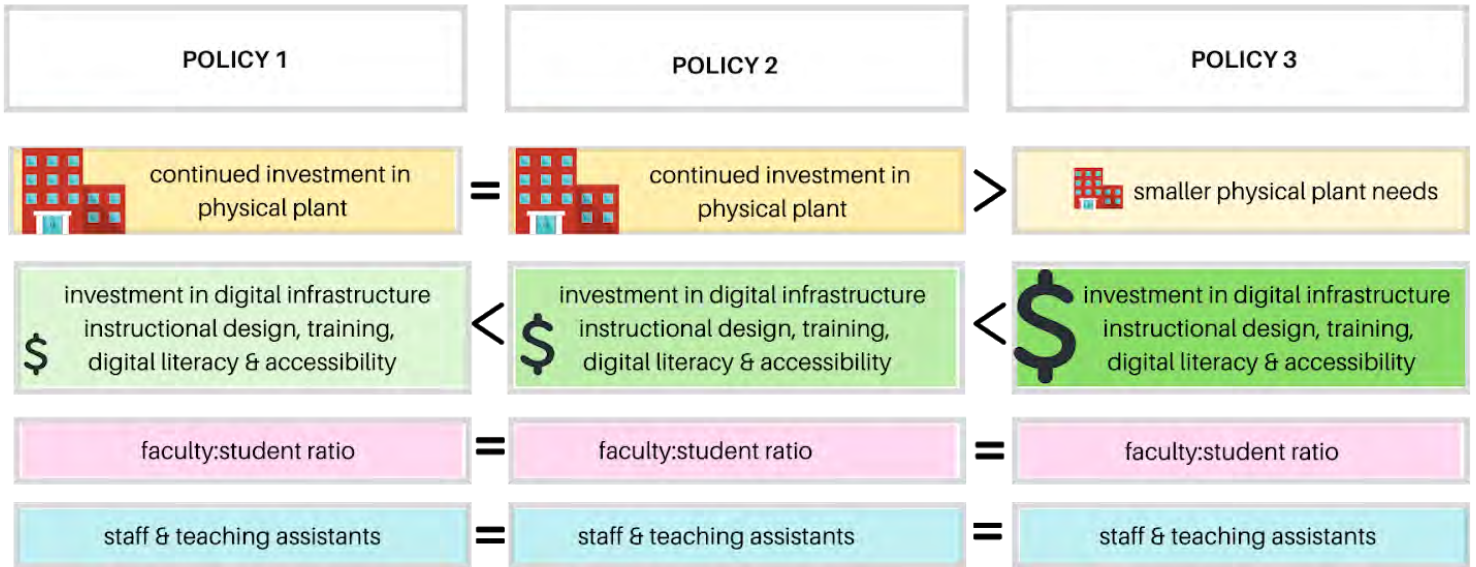 POLICY 1
POLICY 2
POLICY 3
continued investment in
physical plant
=
continued investment in
physical plant
>
smaller physical plant needs
$
investment in digital infrastructure
instructional design, training,
digital literacy & accessibility
<
$
investment in digital infrastructure
instructional design, training,
digital literacy & accessibility
<
$
investment in digital infrastructure
instructional design, training,
digital literacy & accessibility
faculty:student ratio
=
faculty:student ratio
=
faculty:student ratio
staff & teaching assistants
=
staff & teaching assistants
=
staff & teaching assistants